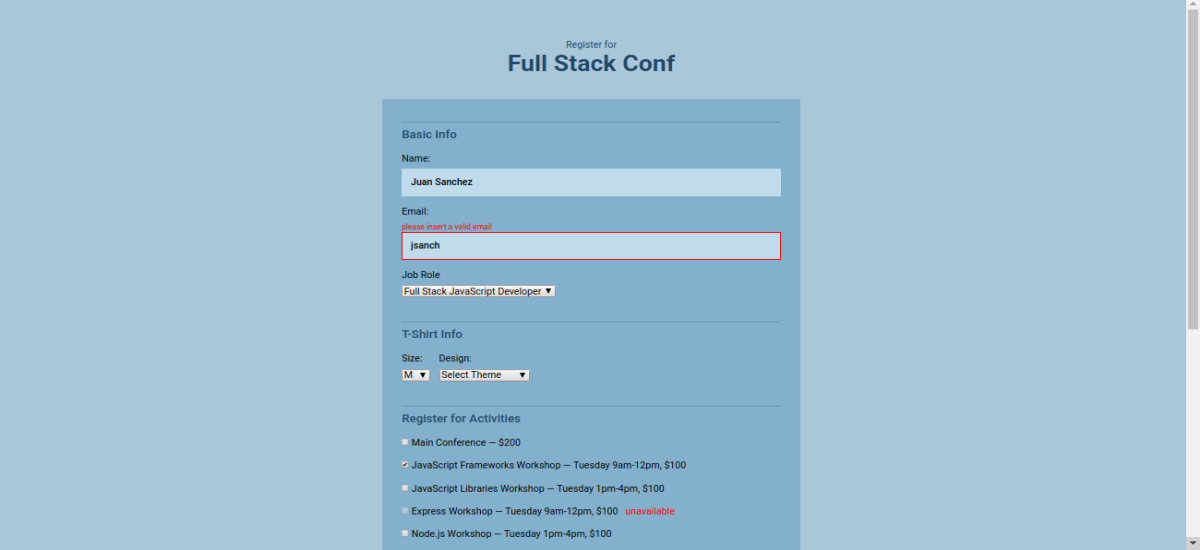 Register for
Full Stack Conf
Basic Info
Name:
Juan Sanchez
Email:
please insert a valid email
jsanch
Job Role
Full Stack JavaScript Developer
T-Shirt Info
Size: Design:
M Select Theme
Register for Activities
Main Conference — $200
JavaScript Frameworks Workshop — Tuesday 9am-12pm, $100
JavaScript Libraries Workshop — Tuesday 1pm-4pm, $100
Express Workshop — Tuesday 9am-12pm, $100 unavailable
Node.js Workshop — Tuesday 1pm-4pm, $100